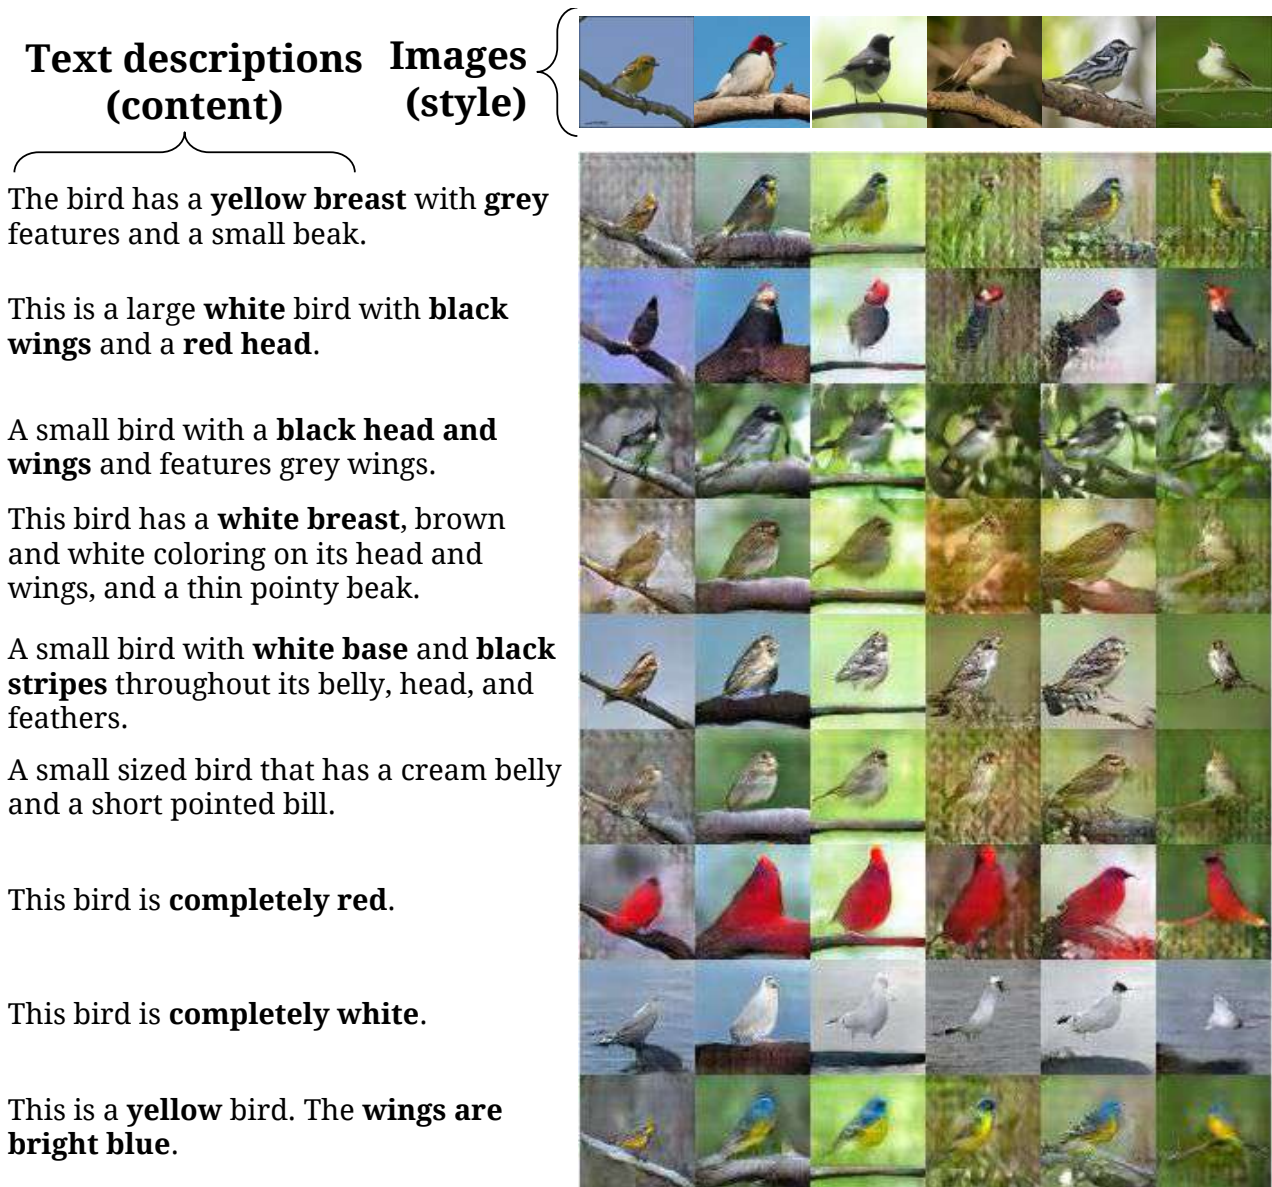 Text descriptions
(content)
Images
(style)
The bird has a yellow breast with grey
features and a small beak.
This is a large white bird with black
wings and a red head.
A small bird with a black head and
wings and features grey wings.
This bird has a white breast, brown
and white coloring on its head and
wings, and a thin pointy beak.
A small bird with white base and black
stripes throughout its belly, head, and
feathers.
A small sized bird that has a cream belly
and a short pointed bill.
This bird is completely red.
This bird is completely white.
This is a yellow bird. The wings are
bright blue.